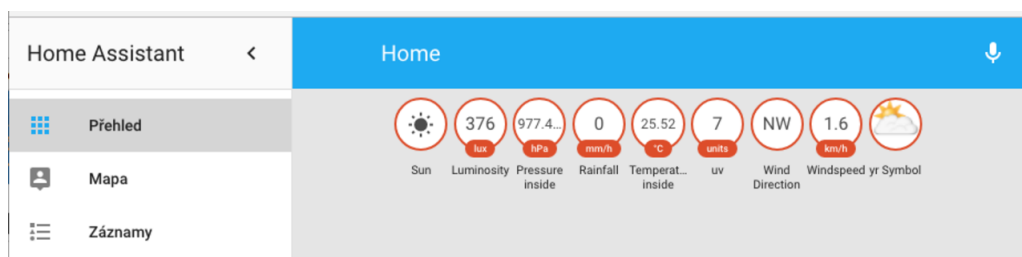 Home Assistant
Home
Přehled
Mapa
Záznamy
376
lux
977.4...
hPa
0
mm/h
25.52
°C
7
units
NW
1.6
km/h
Sun
Luminosity
Pressure
inside
Rainfall
Temperat...
inside
uv
Wind
Direction
Windspeed
yr Symbol